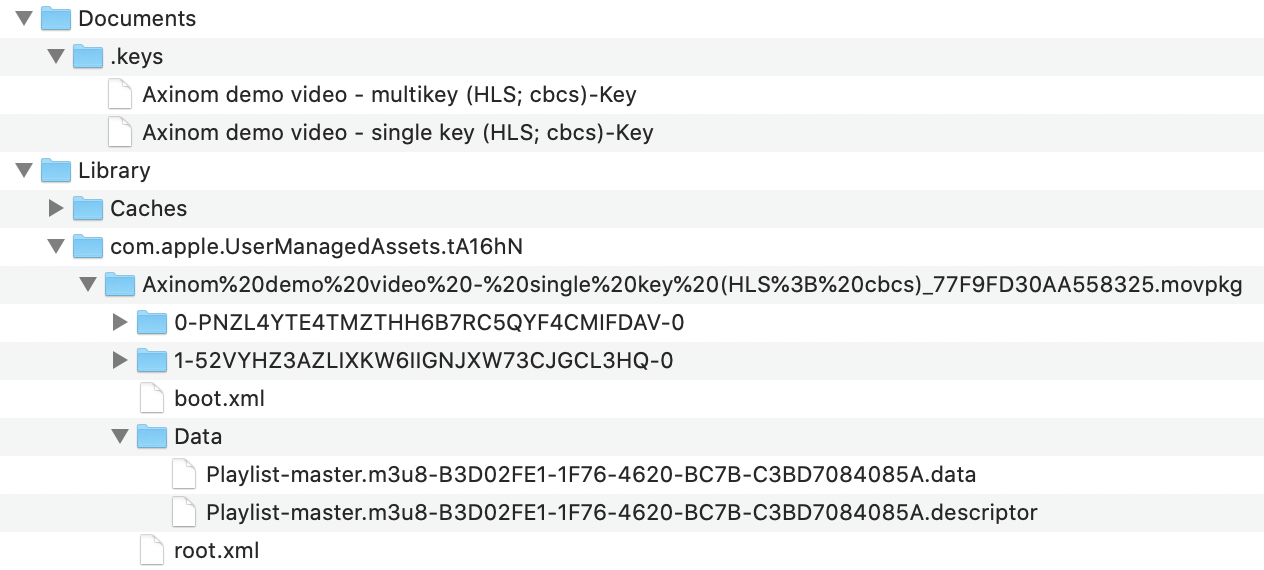 Documents
.keys
Axinom demo video - multikey (HLS; cbcs)-Key
Axinom demo video - single key (HLS; cbcs)-Key
Library
Caches
com.apple.UserManagedAssets.tA16hN
Axinom%20demo%20video%20-%20single%20key%20(HLS%3B%20cbcs)_77F9FD30AA558325.movpkg
0-PNZL4YTE4TMZTHH6B7RC5QYF4CMIFDAV-0
1-52VYHZ3AZLIXKW6IIGNJXW73CJGCL3HQ-0
boot.xml
Data
Playlist-master.m3u8-B3D02FE1-1F76-4620-BC7B-C3BD7084085A.data
Playlist-master.m3u8-B3D02FE1-1F76-4620-BC7B-C3BD7084085A.descriptor
root.xml